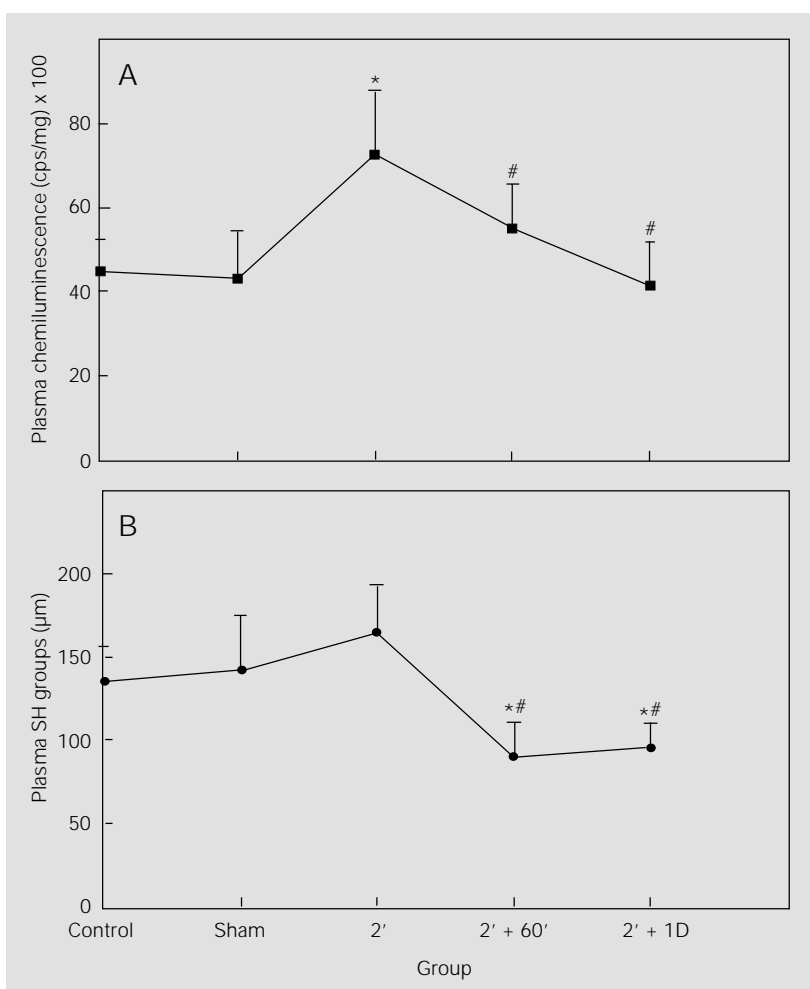 A
Plasma chemiluminescence (cps/mg) x 100
80
60
40
20
0
*
#
#
B
Plasma SH groups (µm)
200
150
100
50
0
*#
*#
Control Sham 2′ 2′ + 60′ 2′ + 1D
Group